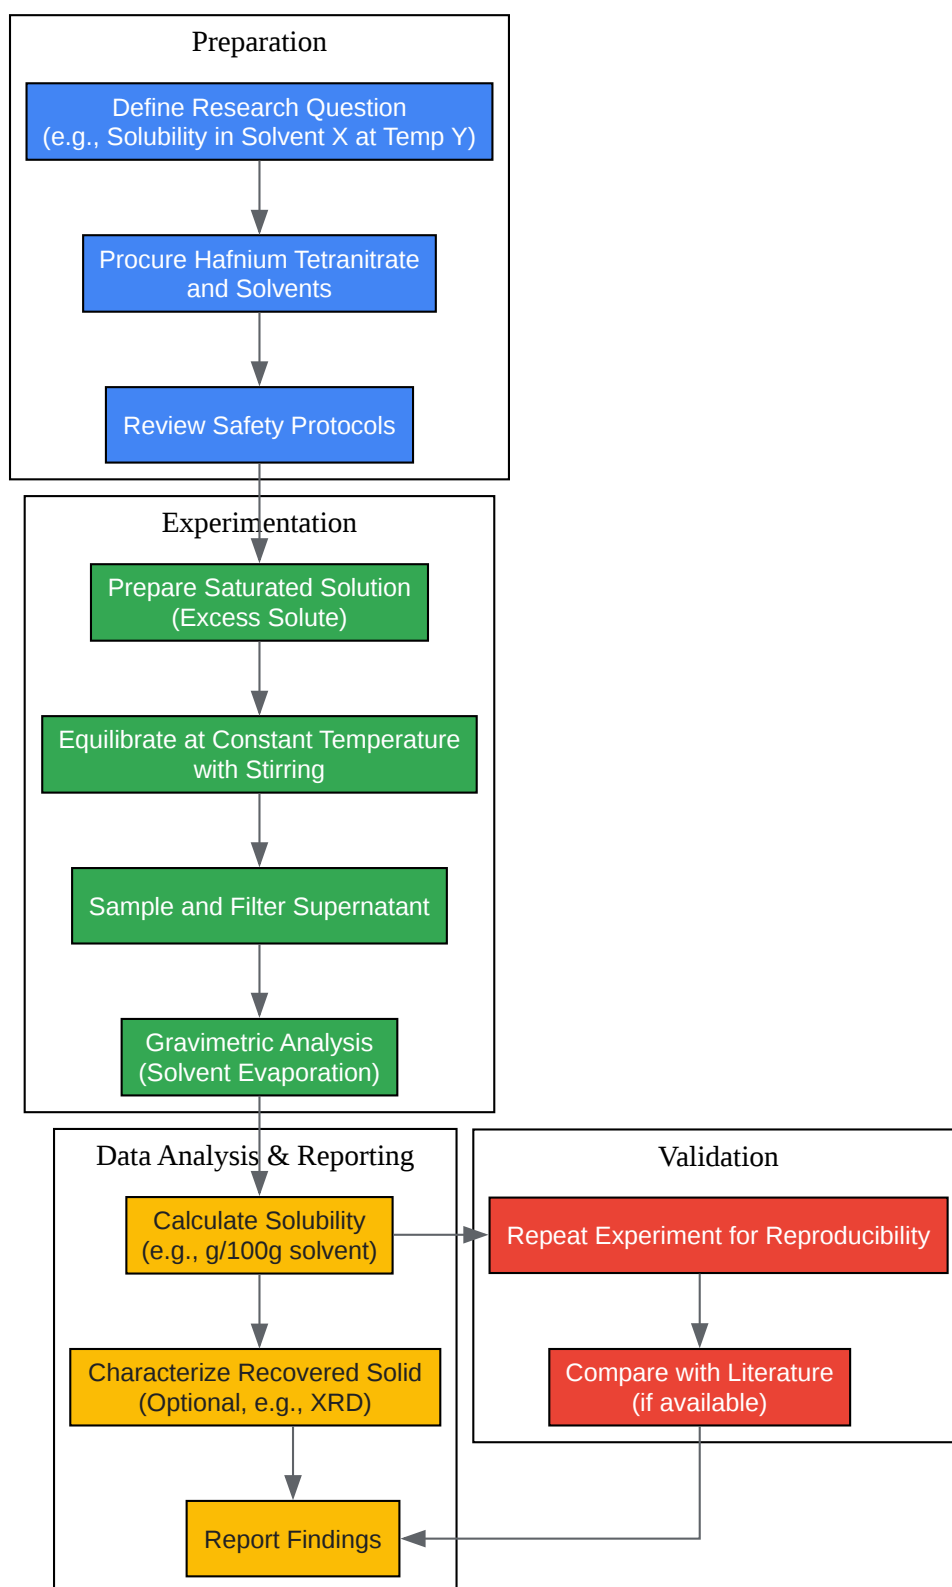 Preparation
Define Research Question
(e.g., Solubility in Solvent X at Temp Y)
Procure Hafnium Tetranitrate
and Solvents
Review Safety Protocols
Experimentation
Prepare Saturated Solution
(Excess Solute)
Equilibrate at Constant Temperature
with Stirring
Sample and Filter Supernatant
Gravimetric Analysis
(Solvent Evaporation)
Data Analysis & Reporting
Calculate Solubility
(e.g., g/100g solvent)
Characterize Recovered Solid
(Optional, e.g., XRD)
Report Findings
Validation
Repeat Experiment for Reproducibility
Compare with Literature
(if available)